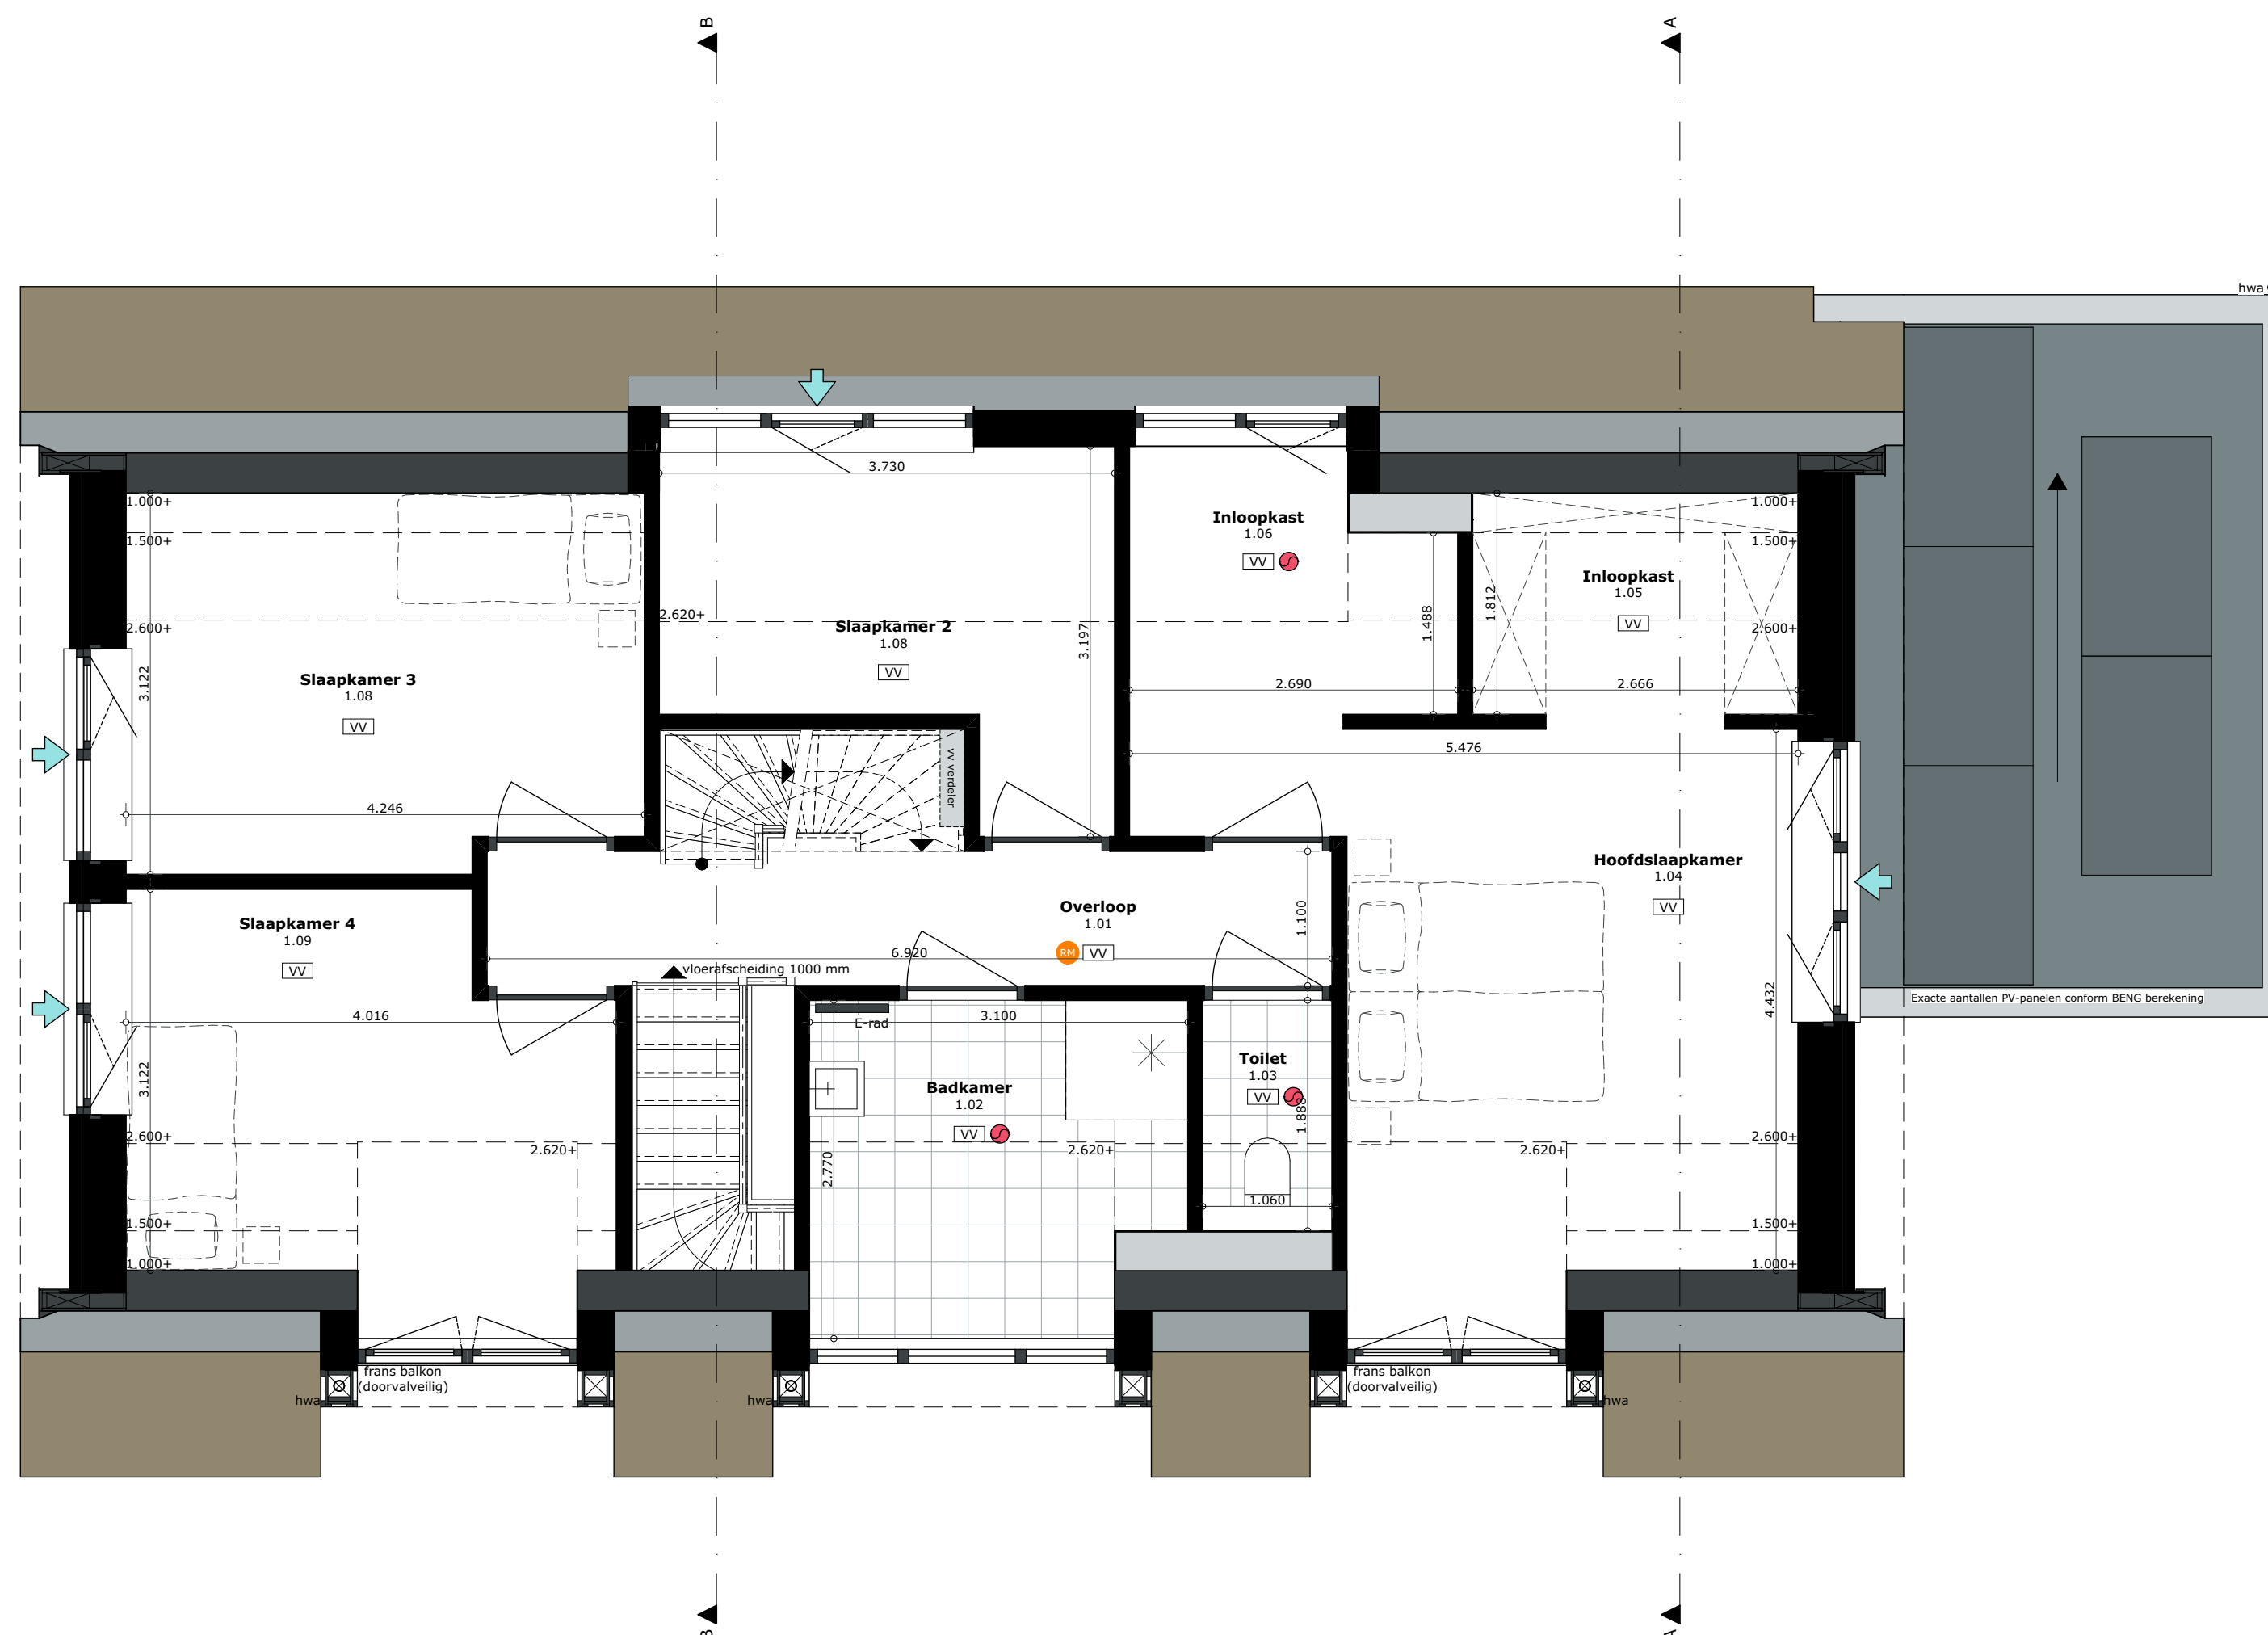 B
A
hwa
3.730
1.000+
1.500+
2.600+
3.122
Slaapkamer 3
1.08
VV
4.246
2.620+
Slaapkamer 2
1.08
VV
3.197
vv verdeler
Inloopkast
1.06
VV
1.488
2.690
1.812
Inloopkast
1.05
VV
2.666
1.000+
1.500+
2.600+
5.476
Hoofdslaapkamer
1.04
VV
4.432
Overloop
1.01
RM
VV
1.100
6.920
vloerafscheiding 1000 mm
Slaapkamer 4
1.09
VV
4.016
3.122
2.600+
2.620+
1.500+
1.000+
E-rad
3.100
Badkamer
1.02
VV
2.770
2.620+
Toilet
1.03
VV
1.888
1.060
2.620+
2.600+
1.500+
1.000+
Exacte aantallen PV-panelen conform BENG berekening
frans balkon
(doorvalveilig)
hwa
hwa
frans balkon
(doorvalveilig)
hwa
B
A